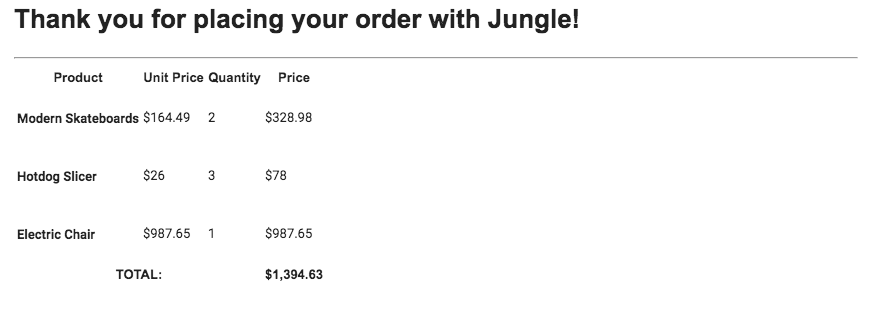 Thank you for placing your order with Jungle!
Product Unit Price Quantity Price
Modern Skateboards $164.49 2 $328.98
Hotdog Slicer $26 3 $78
Electric Chair $987.65 1 $987.65
TOTAL: $1,394.63